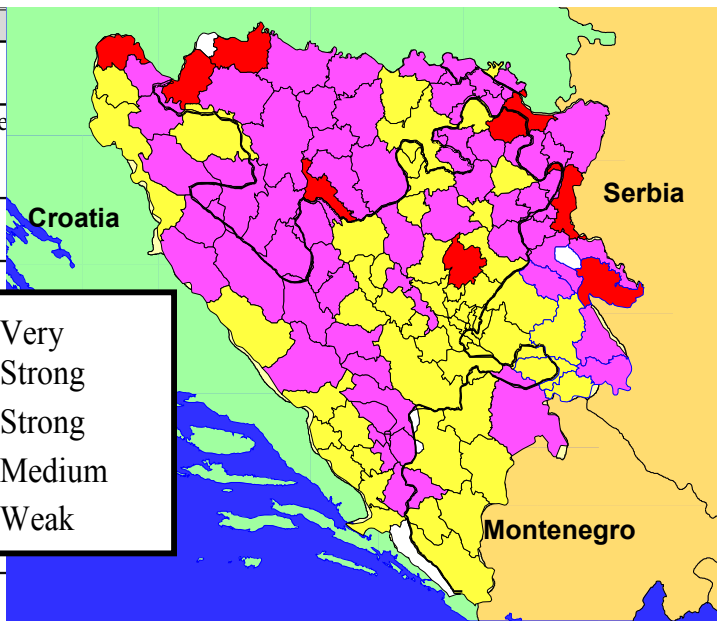 Croatia
Serbia
Very
Strong
Strong
Medium
Weak
Montenegro